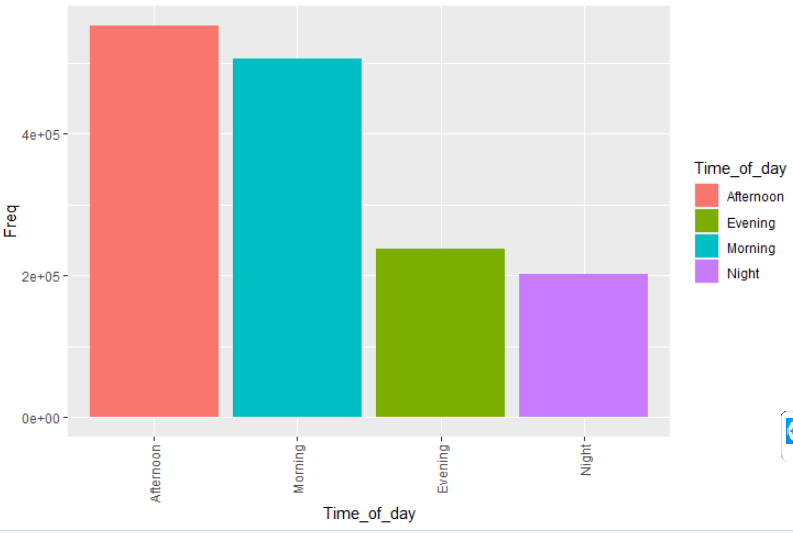 Freq
4e+05
2e+05
0e+00
Afternoon
Morning
Evening
Night
Time_of_day
Time_of_day
Afternoon
Evening
Morning
Night